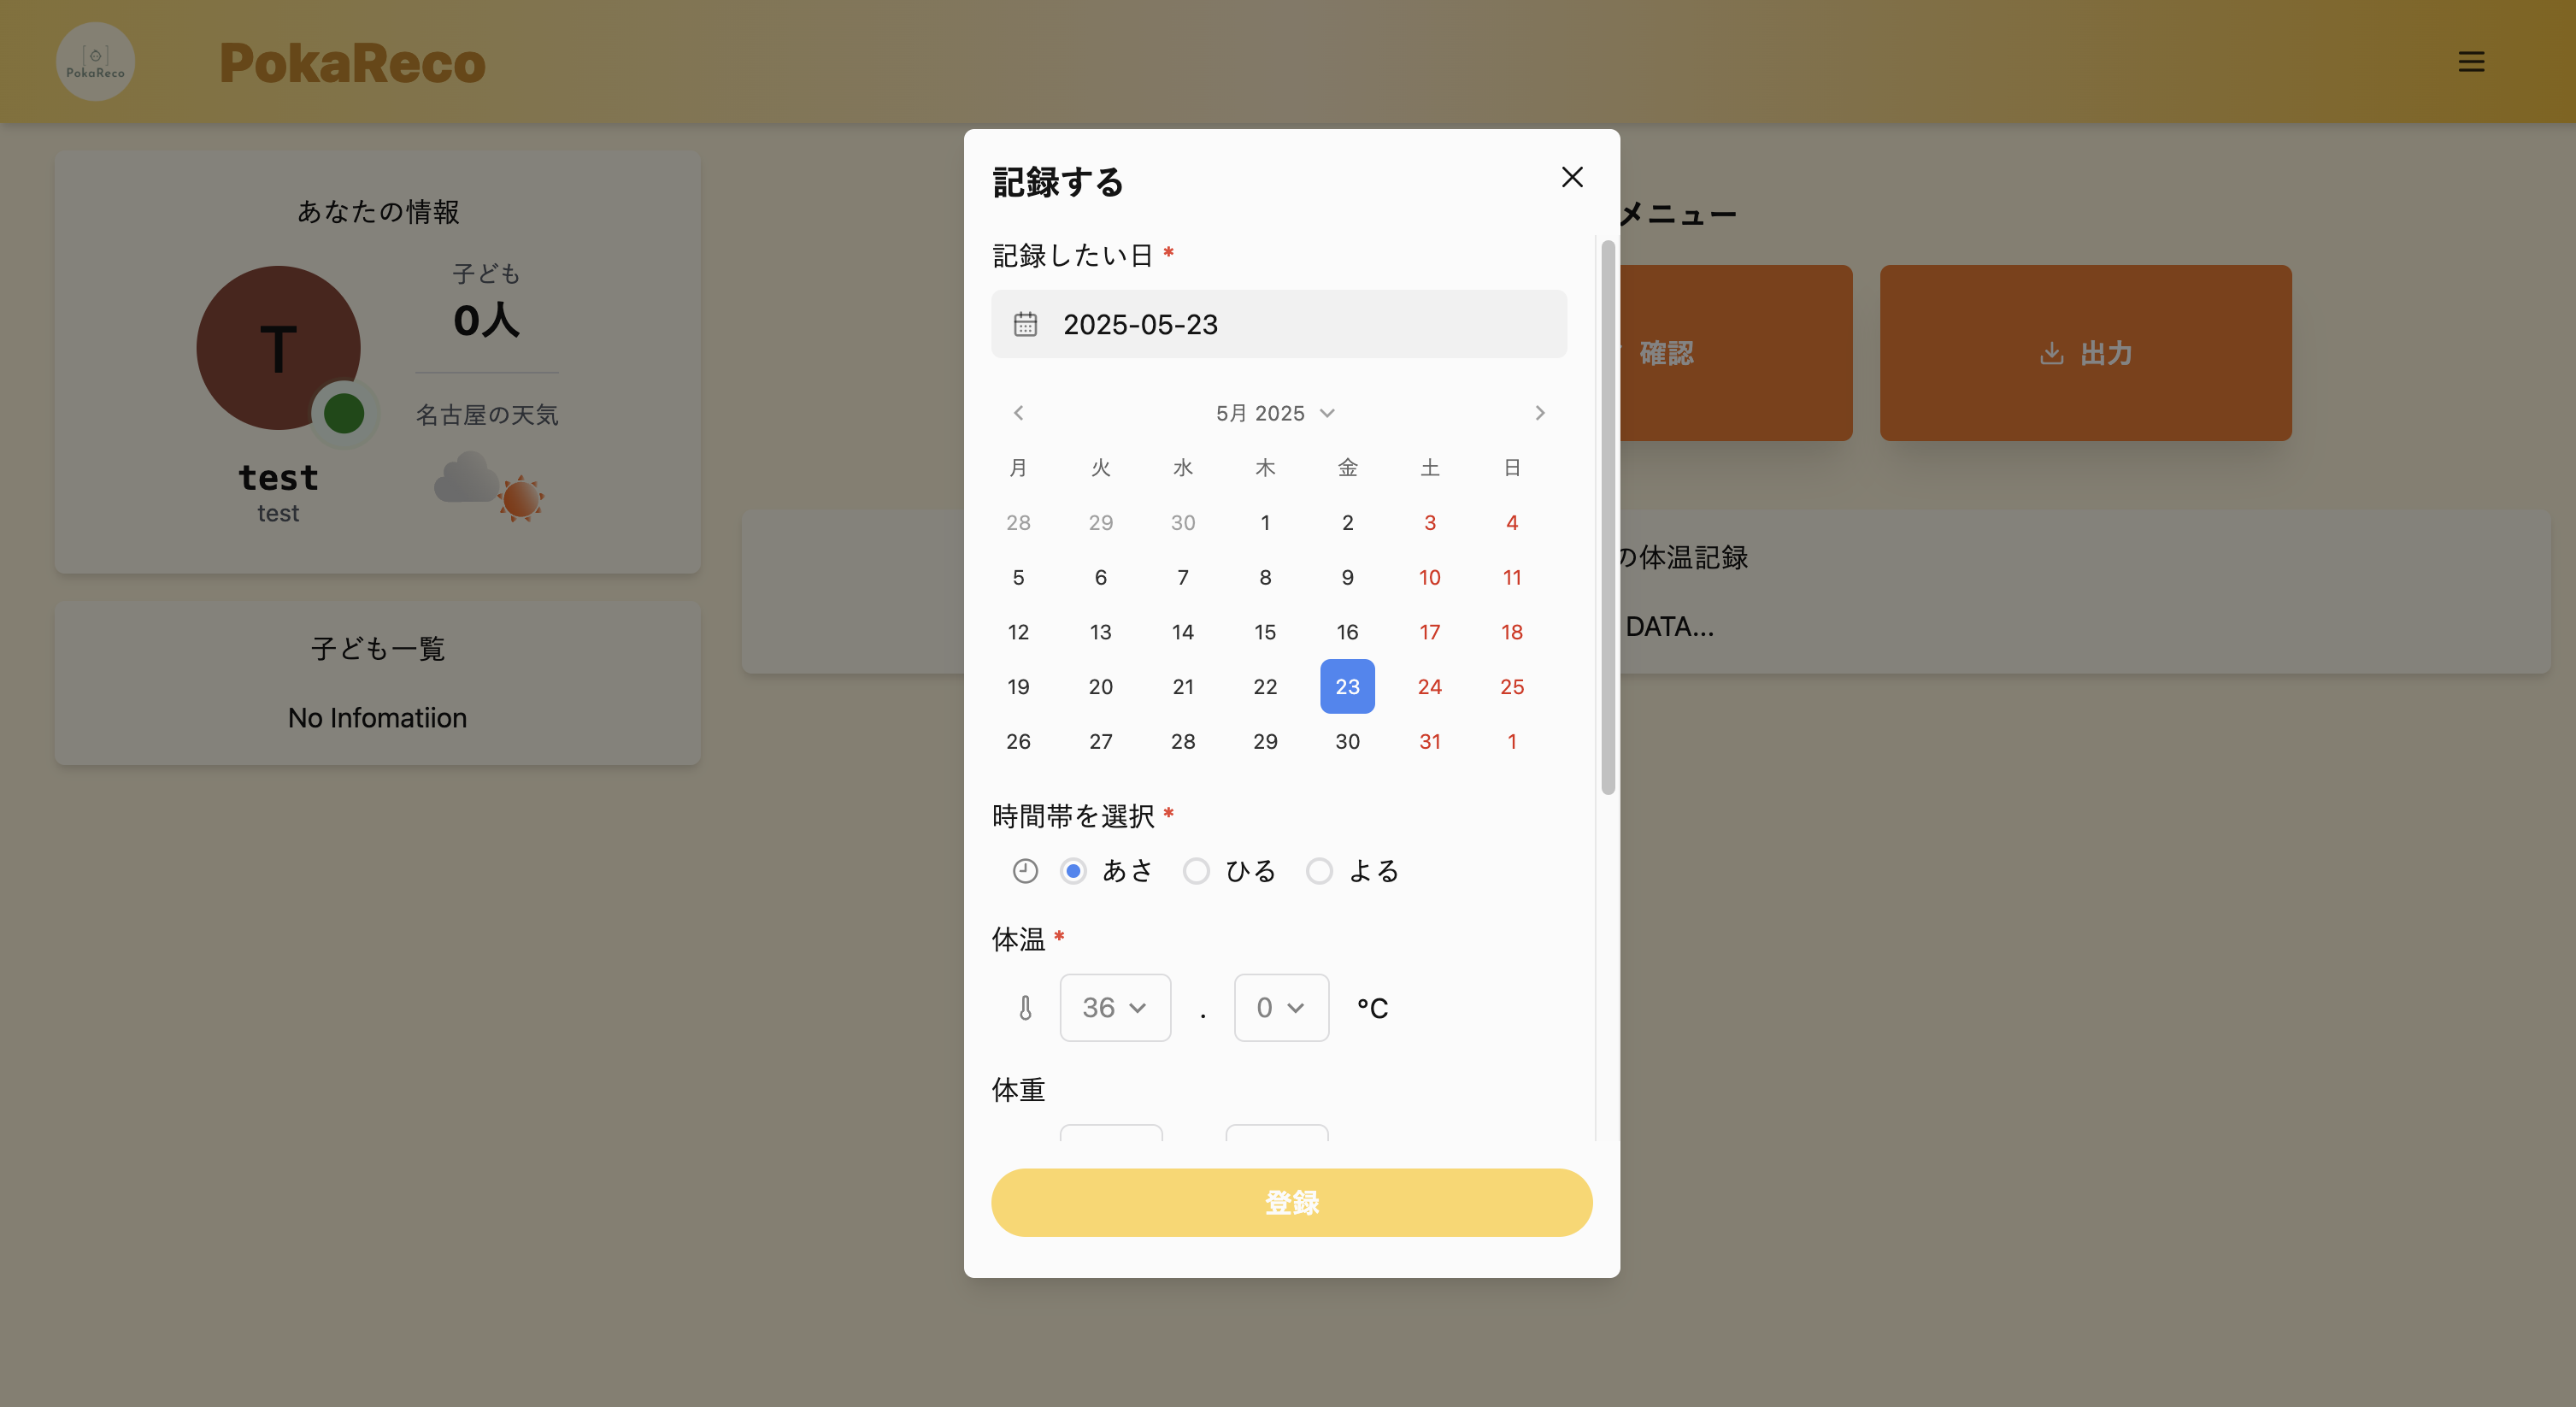 PokaReco
PokaReco
あなたの情報
子ども
0人
T
名古屋の天気
test
test
子ども一覧
No Infomatiion
メニュー
確認
出力
の体温記録
DATA...
記録する
記録したい日 *
2025-05-23
5月 2025
月 火 水 木 金 土 日
28 29 30 1 2 3 4
5 6 7 8 9 10 11
12 13 14 15 16 17 18
19 20 21 22 23 24 25
26 27 28 29 30 31 1
時間帯を選択 *
あさ ひる よる
体温 *
36 . 0 °C
体重
登録